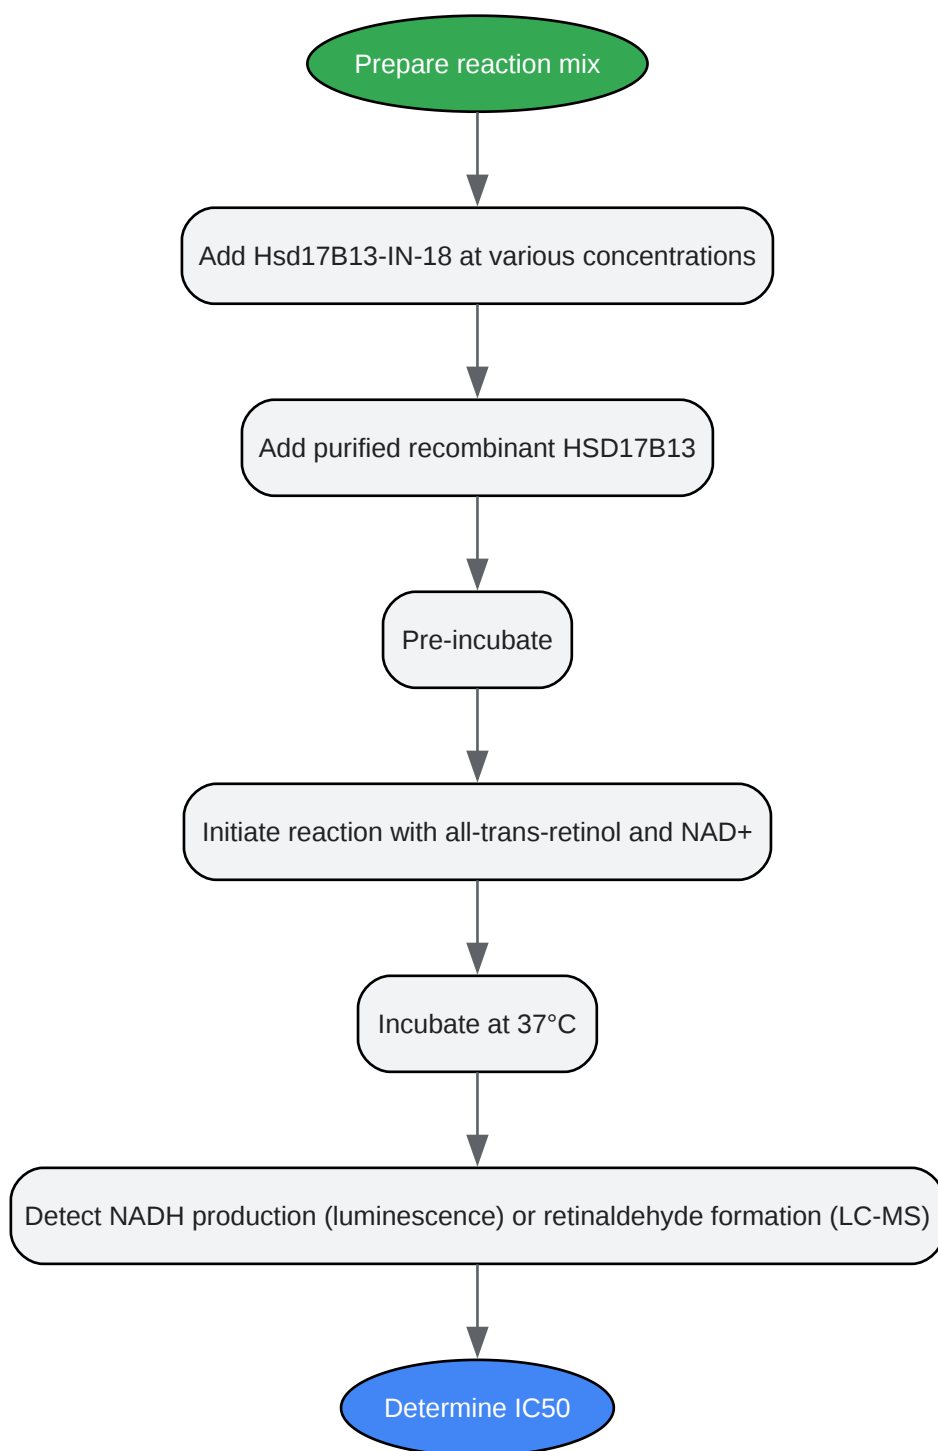 Prepare reaction mix
Add Hsd17B13-IN-18 at various concentrations
Add purified recombinant HSD17B13
Pre-incubate
Initiate reaction with all-trans-retinol and NAD+
Incubate at 37°C
Detect NADH production (luminescence) or retinaldehyde formation (LC-MS)
Determine IC50